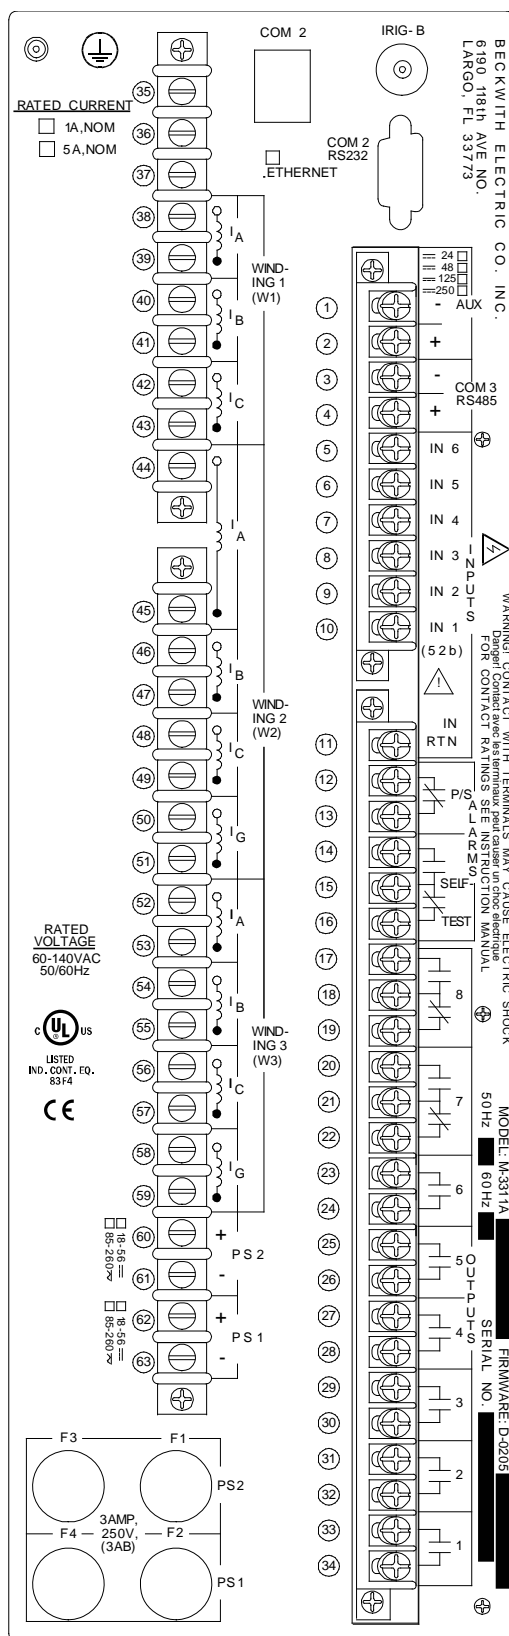 COM 2
IRIG-B
BECKWITH ELECTRIC CO. INC.
6190 118th AVE NO.
LARGO, FL 33773
RATED CURRENT
1A,NOM
5A,NOM
COM 2
RS232
.ETHERNET
35
36
37
38
39
I A
40
41
I B
42
43
I C
WIND-
ING 1
(W1)
44
45
I A
46
47
I B
48
49
I C
50
51
I G
WIND-
ING 2
(W2)
52
53
I A
54
55
I B
56
57
I C
58
59
I G
WIND-
ING 3
(W3)
60
+
61
-
PS2
18-56
85-260
62
+
63
-
PS1
18-56
85-260
RATED
VOLTAGE
60-140VAC
50/60Hz
C UL US
®
LISTED
IND. CONT. EQ.
83F4
CE
F3
F1
PS2
3AMP,
250V,
(3AB)
F4
F2
PS1
24
48
125
250
1
- AUX
2
+
3
-
4
+
COM 3
RS485
5
IN 6
6
IN 5
7
IN 4
8
IN 3
9
IN 2
10
IN 1
(52b)
INPUTS
!
11
IN
RTN
12
13
P/S
14
15
SELF-
16
TEST
ALARMS
17
18
8
19
20
21
7
22
23
6
24
25
5
26
27
4
28
29
3
30
31
2
32
33
1
34
OUTPUTS
WARNING! CONTACT WITH TERMINALS MAY CAUSE ELECTRIC SHOCK
Danger! Contact avec les terminaux peut causer un choc electrique
FOR CONTACT RATINGS SEE INSTRUCTION MANUAL
MODEL: M-3311A
FIRMWARE: D-0205
50Hz
60Hz
SERIAL NO.